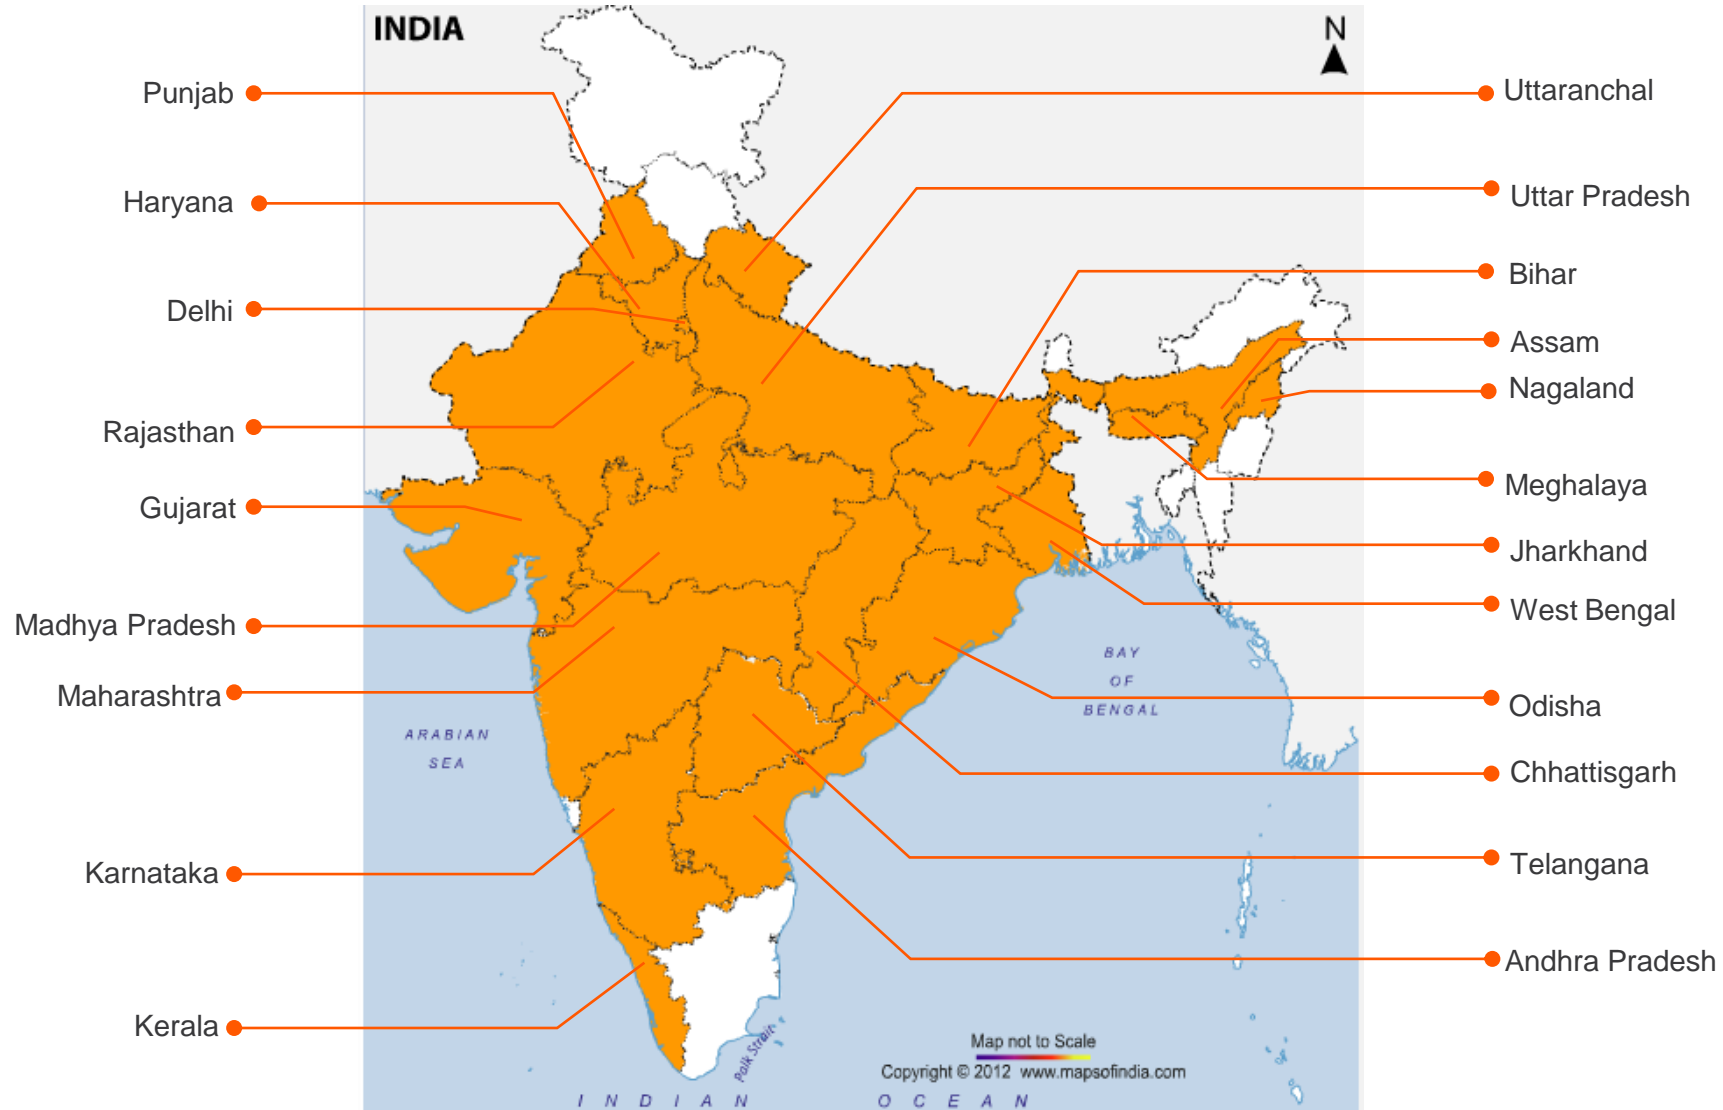 INDIA
N
Punjab
Haryana
Delhi
Rajasthan
Gujarat
Madhya Pradesh
Maharashtra
Karnataka
Kerala
Uttaranchal
Uttar Pradesh
Bihar
Assam
Nagaland
Meghalaya
Jharkhand
West Bengal
Odisha
Chhattisgarh
Telangana
Andhra Pradesh
ARABIAN
SEA
BAY
OF
BENGAL
Palk Strait
Map not to Scale
Copyright © 2012 www.mapsofindia.com
INDIAN OCEAN